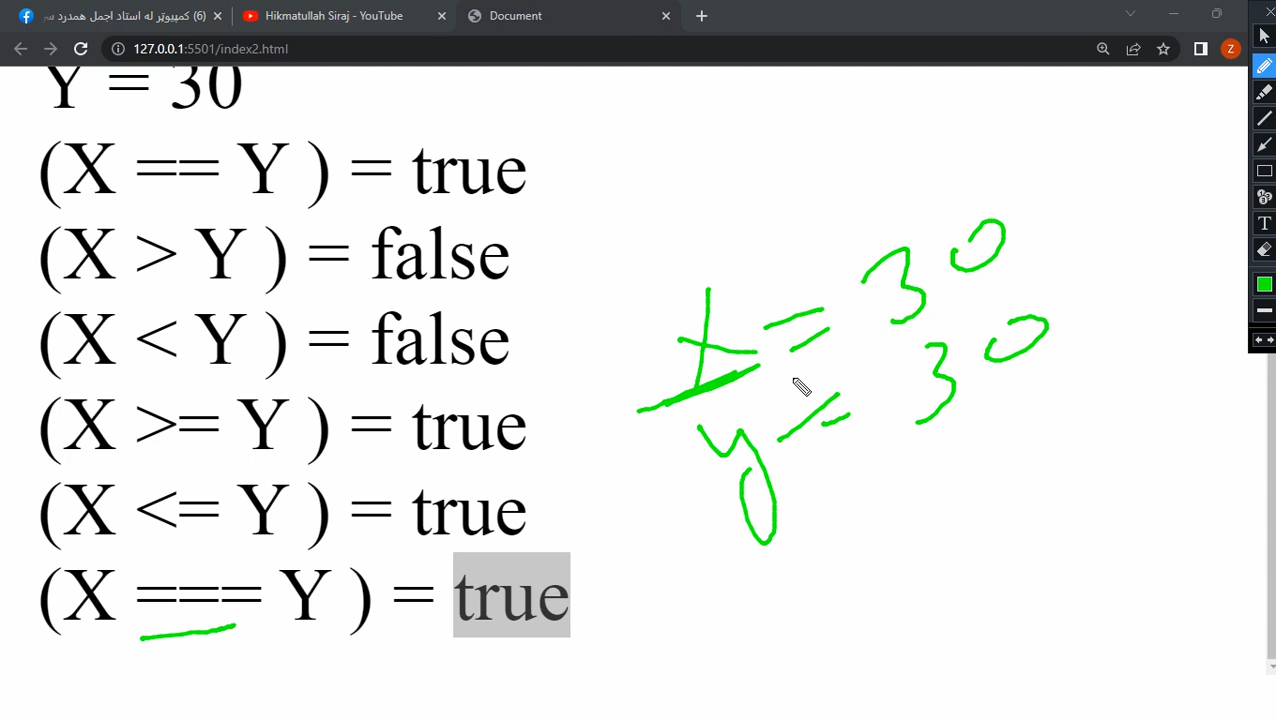 (6) کمپیوټر له استاد اجمل همدرد سر
Hikmatullah Siraj - YouTube
Document
127.0.0.1:5501/index2.html
Z
Y = 30
(X == Y ) = true
(X > Y ) = false
(X < Y ) = false
(X >= Y ) = true
(X <= Y ) = true
(X === Y ) = true
= 30
y = 30
T